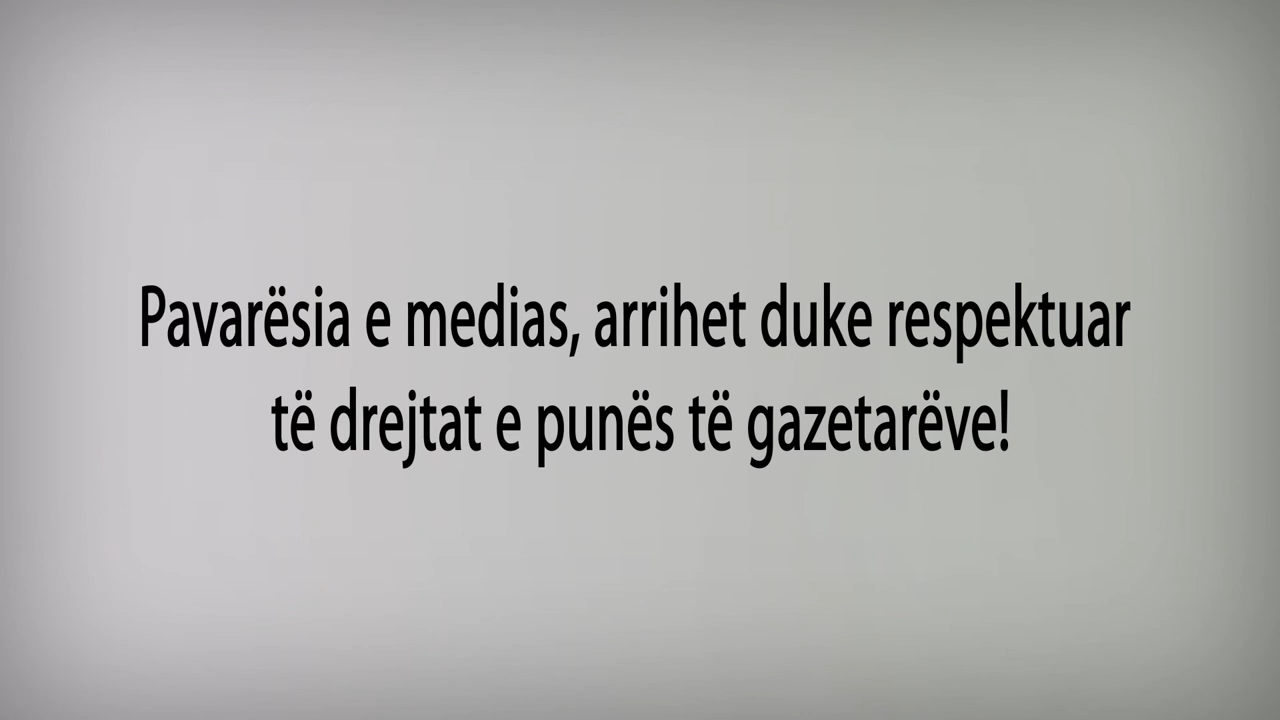 Pavarësia e medias, arrihet duke respektuar
të drejtat e punës të gazetarëve!